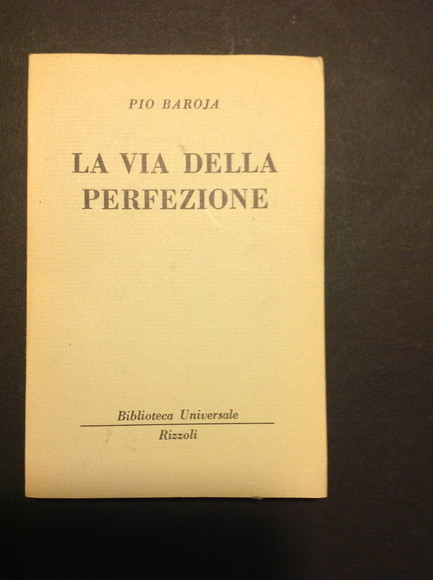 PIO BAROJA
LA VIA DELLA
PERFEZIONE
Biblioteca Universale
Rizzoli